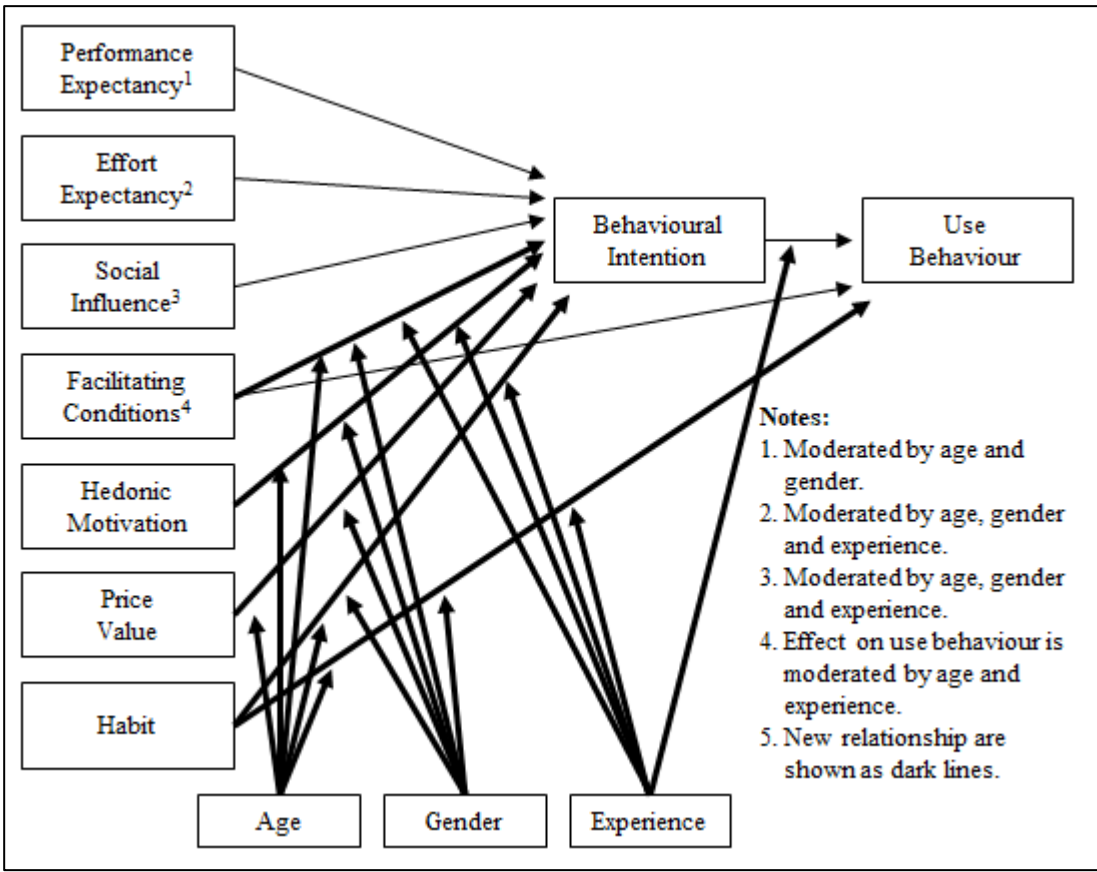 Performance
Expectancy1
Effort
Expectancy2
Social
Influence3
Facilitating
Conditions4
Hedonic
Motivation
Price
Value
Habit
Behavioural
Intention
Use
Behaviour
Age
Gender
Experience
Notes:
1. Moderated by age and
gender.
2. Moderated by age, gender
and experience.
3. Moderated by age, gender
and experience.
4. Effect on use behaviour is
moderated by age and
experience.
5. New relationship are
shown as dark lines.